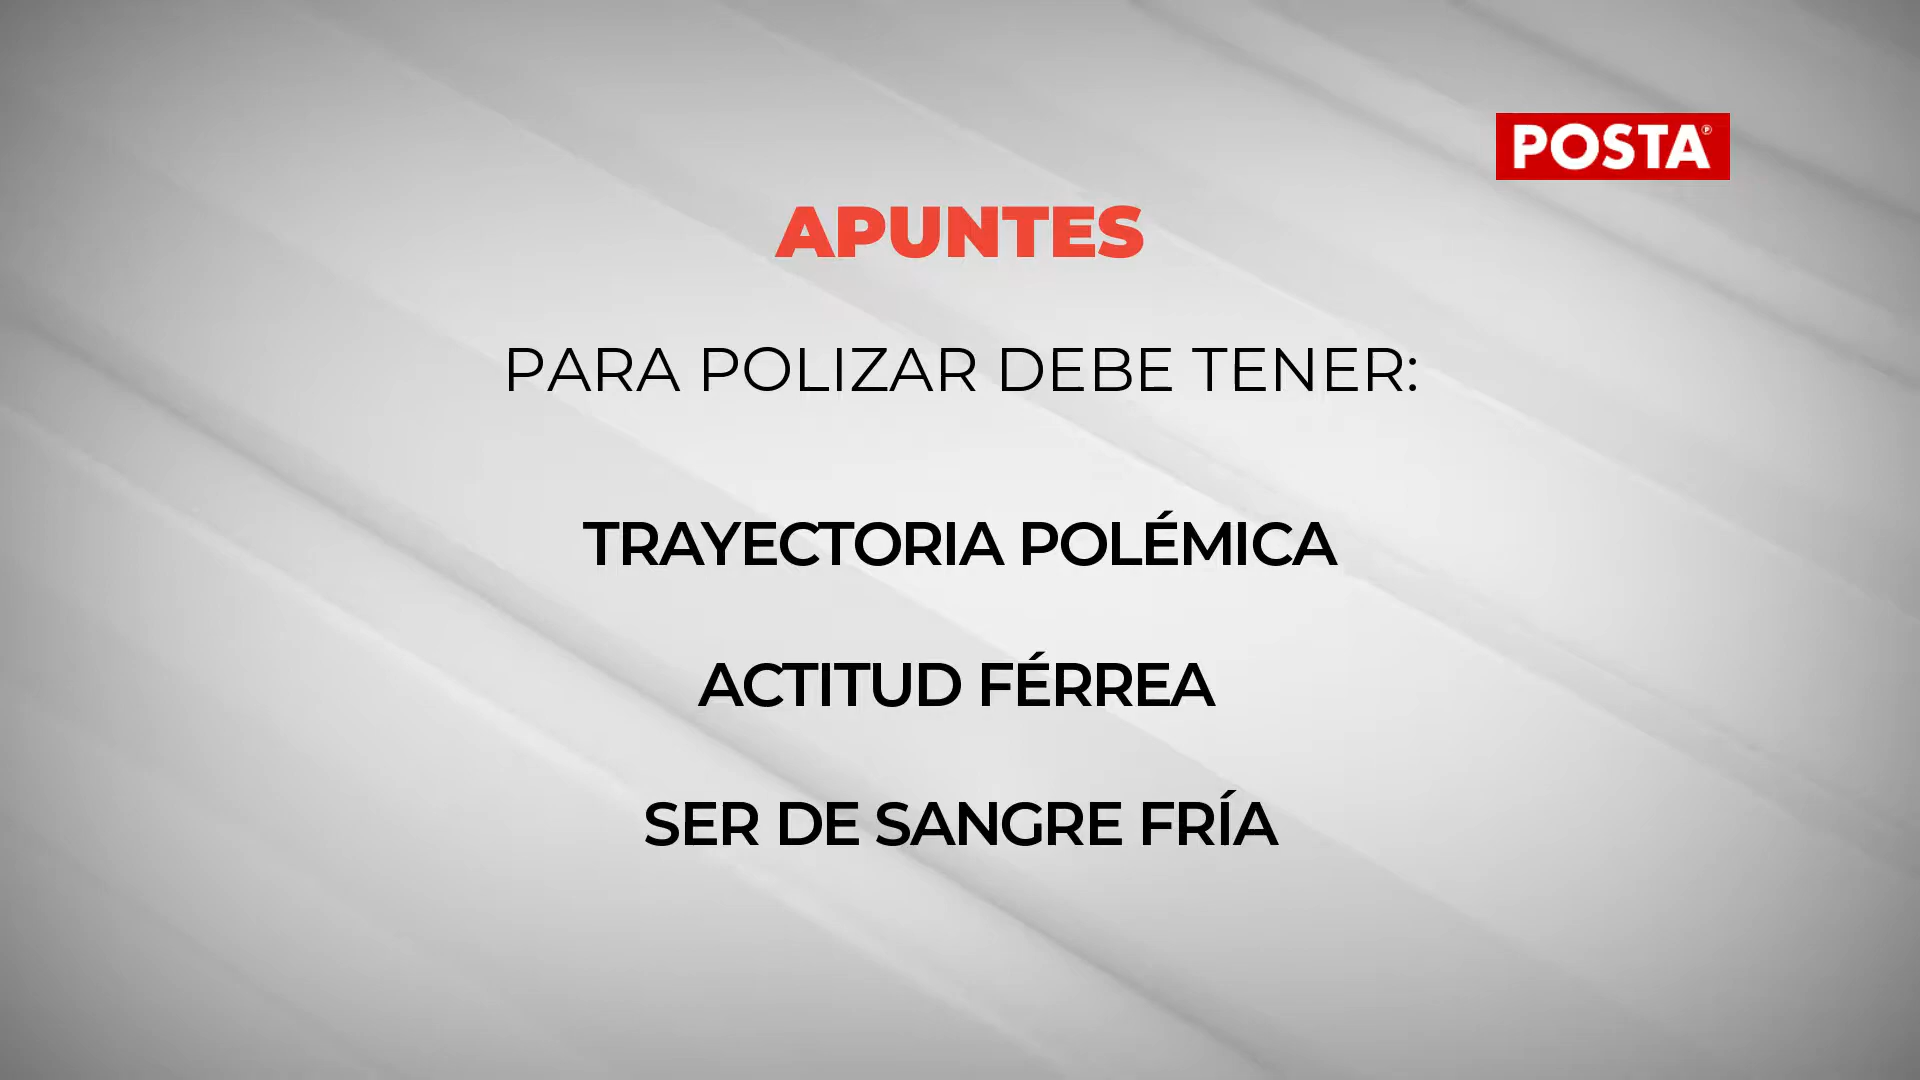 POSTA
APUNTES
PARA POLIZAR DEBE TENER:
TRAYECTORIA POLÉMICA
ACTITUD FÉRREA
SER DE SANGRE FRÍA